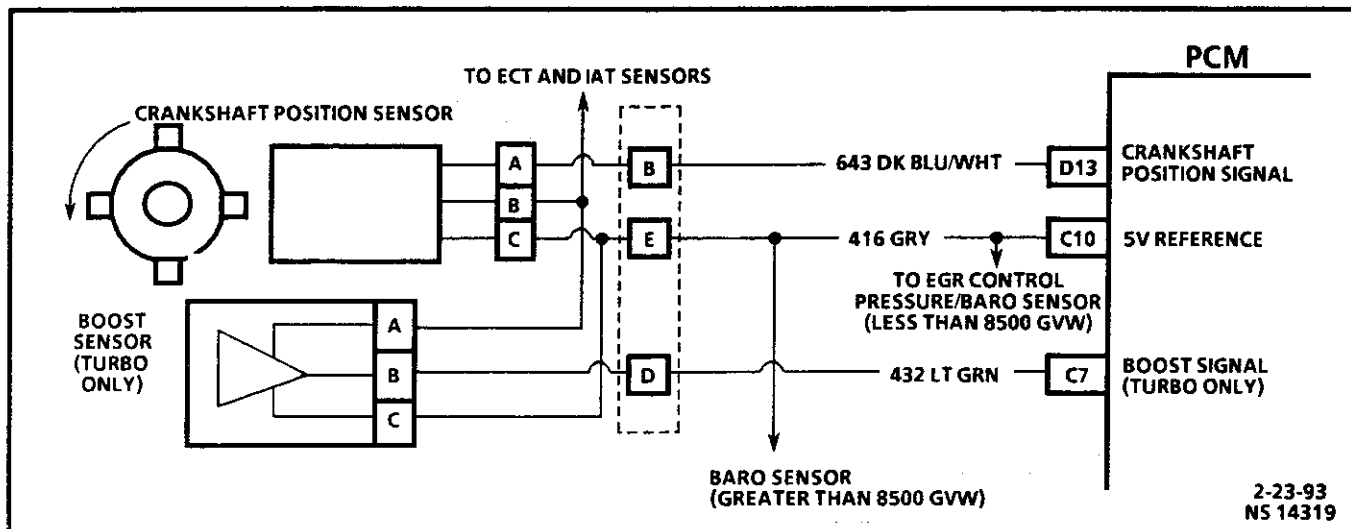 PCM
TO ECT AND IAT SENSORS
CRANKSHAFT POSITION SENSOR
A
B
C
B
E
D
643 DK BLU/WHT
D13
CRANKSHAFT
POSITION SIGNAL
416 GRY
C10
5V REFERENCE
TO EGR CONTROL
PRESSURE/BARO SENSOR
(LESS THAN 8500 GVW)
BOOST
SENSOR
(TURBO
ONLY)
A
B
C
432 LT GRN
C7
BOOST SIGNAL
(TURBO ONLY)
BARO SENSOR
(GREATER THAN 8500 GVW)
2-23-93
NS 14319